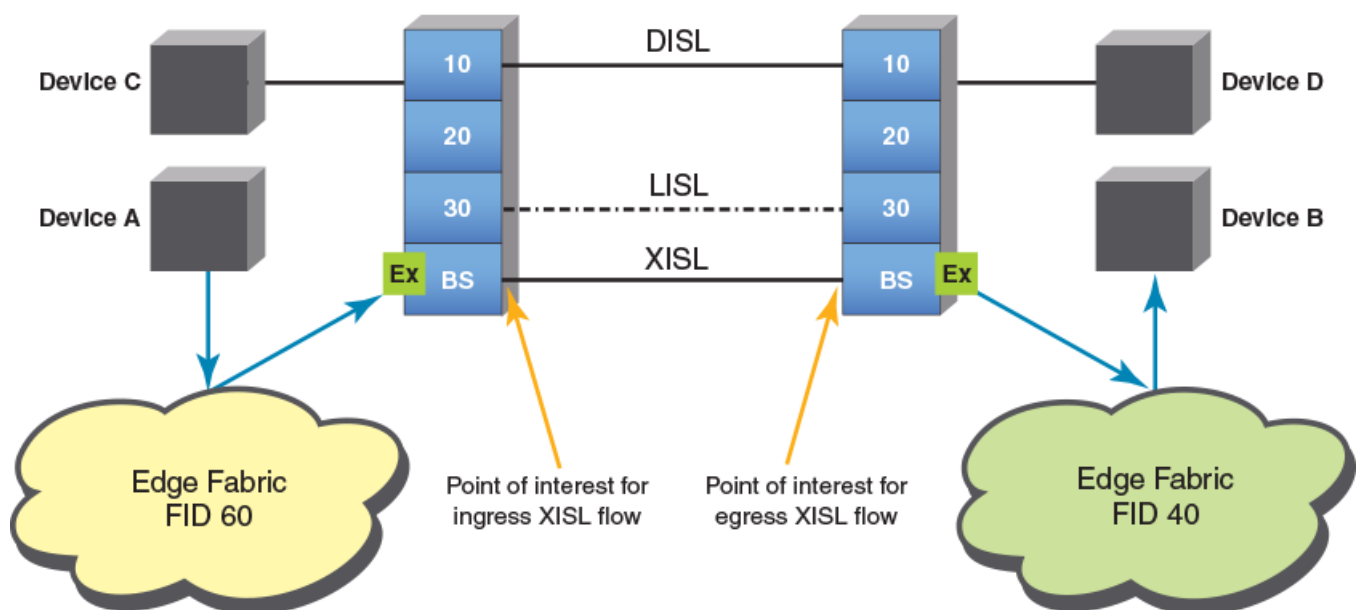 DISL
Device C
10
10
Device D
20
20
LISL
Device A
30
30
Device B
XISL
Ex
BS
BS
Ex
Edge Fabric
FID 60
Point of interest for
ingress XISL flow
Point of interest for
egress XISL flow
Edge Fabric
FID 40